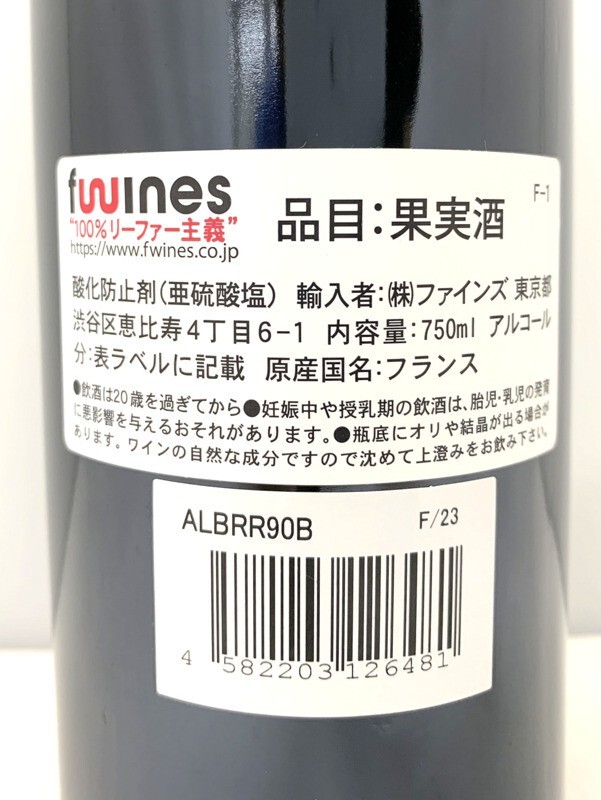 fwines
"100%リーファー主義"
https://www.fwines.co.jp
品目：果実酒
F-1
酸化防止剤（亜硫酸塩） 輸入者：㈱ファインズ 東京都
渋谷区恵比寿4丁目6-1 内容量：750ml アルコール
分：表ラベルに記載 原産国名：フランス
●飲酒は20歳を過ぎてから●妊娠中や授乳期の飲酒は、胎児・乳児の発育
に悪影響を与えるおそれがあります。●瓶底にオリや結晶が出る場合が
あります。ワインの自然な成分ですので沈めて上澄みをお飲み下さい。
ALBRR90B
F/23
4 582203 126481